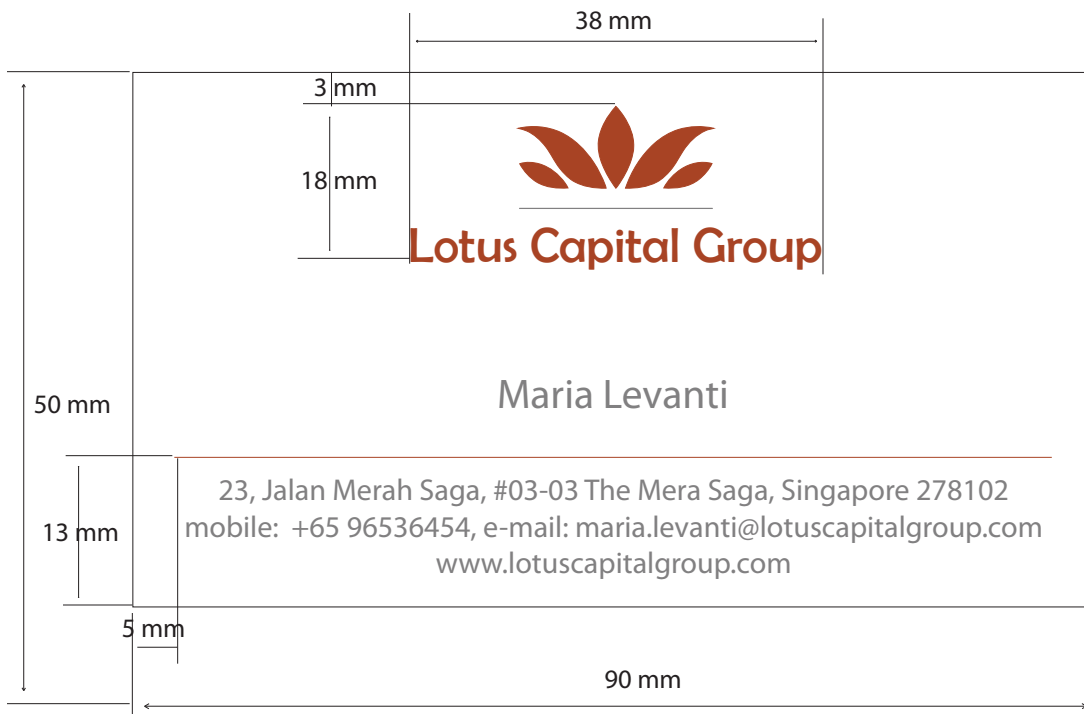 38 mm
3 mm
18 mm
Lotus Capital Group
Maria Levanti
50 mm
23, Jalan Merah Saga, #03-03 The Mera Saga, Singapore 278102
13 mm
mobile:  +65 96536454, e-mail: maria.levanti@lotuscapitalgroup.com
www.lotuscapitalgroup.com
5 mm
90 mm